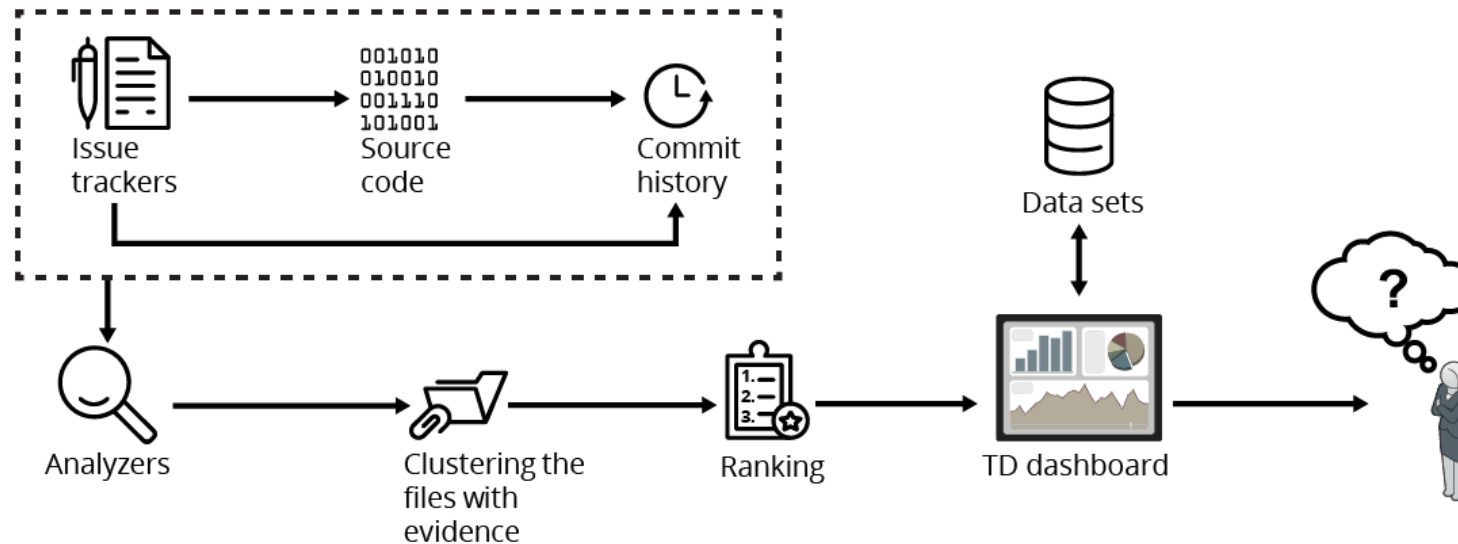 001010
010010
001110
101001
Issue
trackers
Source
code
Commit
history
Data sets
?
1.
2.
3.
Analyzers
Clustering the
files with
evidence
Ranking
TD dashboard